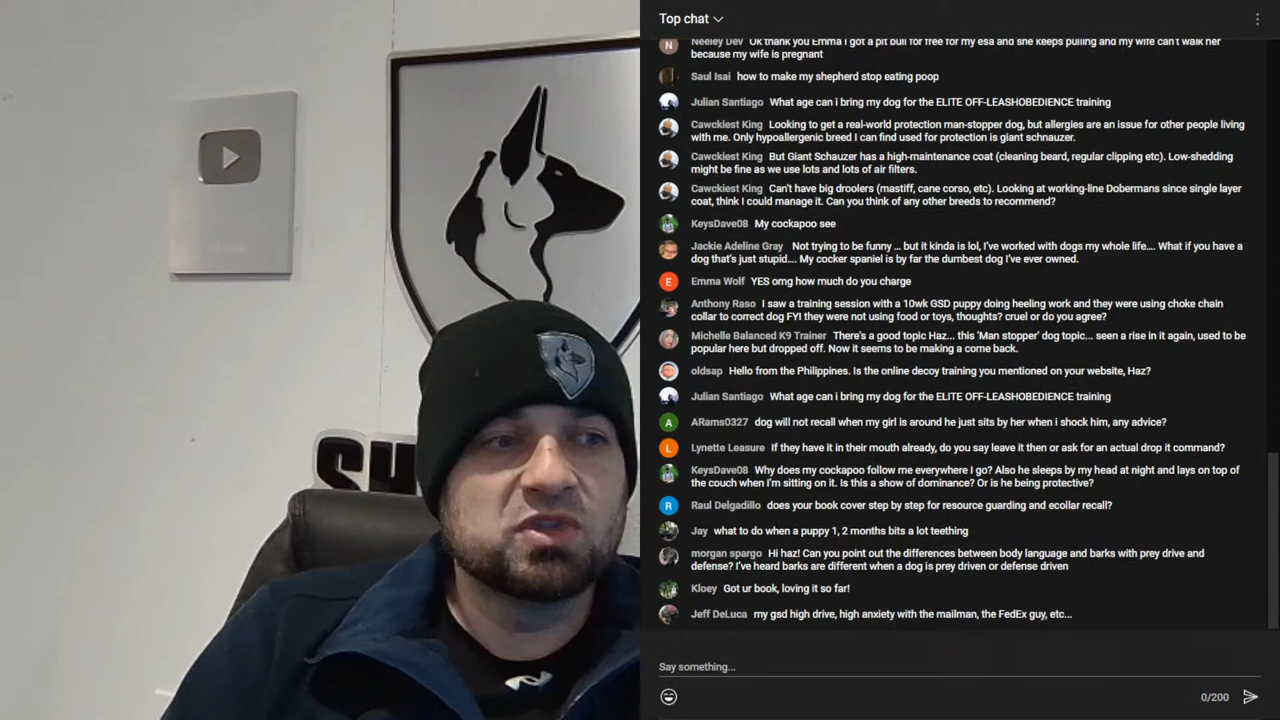 Top chat
Neeley Dev Ok thank you Emma I got a pit bull for free for my esa and she keeps pulling and my wife can't walk her
because my wife is pregnant
Saul Isai how to make my shepherd stop eating poop
Julian Santiago What age can i bring my dog for the ELITE OFF-LEASHOBEDIENCE training
Cawckiest King Looking to get a real-world protection man-stopper dog, but allergies are an issue for other people living
with me. Only hypoallergenic breed I can find used for protection is giant schnauzer.
Cawckiest King But Giant Schauzer has a high-maintenance coat (cleaning beard, regular clipping etc). Low-shedding
might be fine as we use lots and lots of air filters.
Cawckiest King Can't have big droolers (mastiff, cane corso, etc). Looking at working-line Dobermans since single layer
coat, think I could manage it. Can you think of any other breeds to recommend?
KeysDave08 My cockapoo see
Jackie Adeline Gray Not trying to be funny ... but it kinda is lol, I've worked with dogs my whole life.... What if you have a
dog that's just stupid.... My cocker spaniel is by far the dumbest dog I've ever owned.
E Emma Wolf YES omg how much do you charge
Anthony Raso I saw a training session with a 10wk GSD puppy doing heeling work and they were using choke chain
collar to correct dog FYI they were not using food or toys, thoughts? cruel or do you agree?
Michelle Balanced K9 Trainer There's a good topic Haz... this 'Man stopper' dog topic... seen a rise in it again, used to be
popular here but dropped off. Now it seems to be making a come back.
oldsap Hello from the Philippines. Is the online decoy training you mentioned on your website, Haz?
Julian Santiago What age can i bring my dog for the ELITE OFF-LEASHOBEDIENCE training
A ARams0327 dog will not recall when my girl is around he just sits by her when i shock him, any advice?
L Lynette Leasure If they have it in their mouth already, do you say leave it then or ask for an actual drop it command?
KeysDave08 Why does my cockapoo follow me everywhere I go? Also he sleeps by my head at night and lays on top of
the couch when I'm sitting on it. Is this a show of dominance? Or is he being protective?
R Raul Delgadillo does your book cover step by step for resource guarding and ecollar recall?
Jay what to do when a puppy 1, 2 months bits a lot teething
morgan spargo Hi haz! Can you point out the differences between body language and barks with prey drive and
defense? I've heard barks are different when a dog is prey driven or defense driven
Kloey Got ur book, loving it so far!
Jeff DeLuca my gsd high drive, high anxiety with the mailman, the FedEx guy, etc...
Say something...
0/200
SH